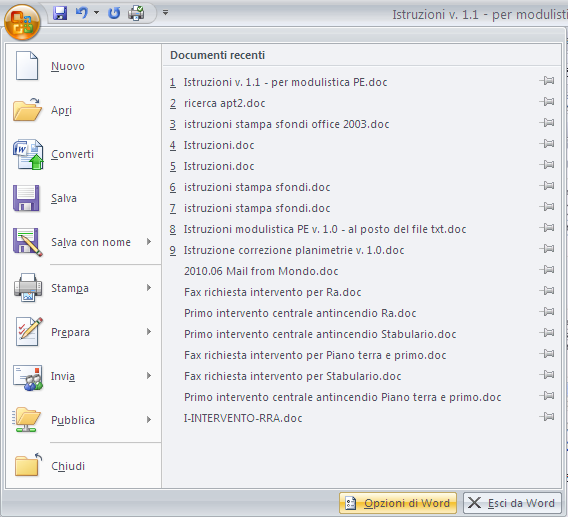 Istruzioni v. 1.1 - per modulisti
Nuovo
Apri
Converti
Salva
Salva con nome
Stampa
Prepara
Invia
Pubblica
Chiudi
Documenti recenti
1 Istruzioni v. 1.1 - per modulistica PE.doc
2 ricerca apt2.doc
3 istruzioni stampa sfondi office 2003.doc
4 Istruzioni.doc
5 Istruzioni.doc
6 istruzioni stampa sfondi.doc
7 istruzioni stampa sfondi.doc
8 Istruzioni modulistica PE v. 1.0 - al posto del file txt.doc
9 Istruzione correzione planimetrie v. 1.0.doc
2010.06 Mail from Mondo.doc
Fax richiesta intervento per Ra.doc
Primo intervento centrale antincendio Ra.doc
Primo intervento centrale antincendio Stabulario.doc
Fax richiesta intervento per Piano terra e primo.doc
Fax richiesta intervento per Stabulario.doc
Primo intervento centrale antincendio Piano terra e primo.doc
I-INTERVENTO-RRA.doc
Opzioni di Word
Esci da Word